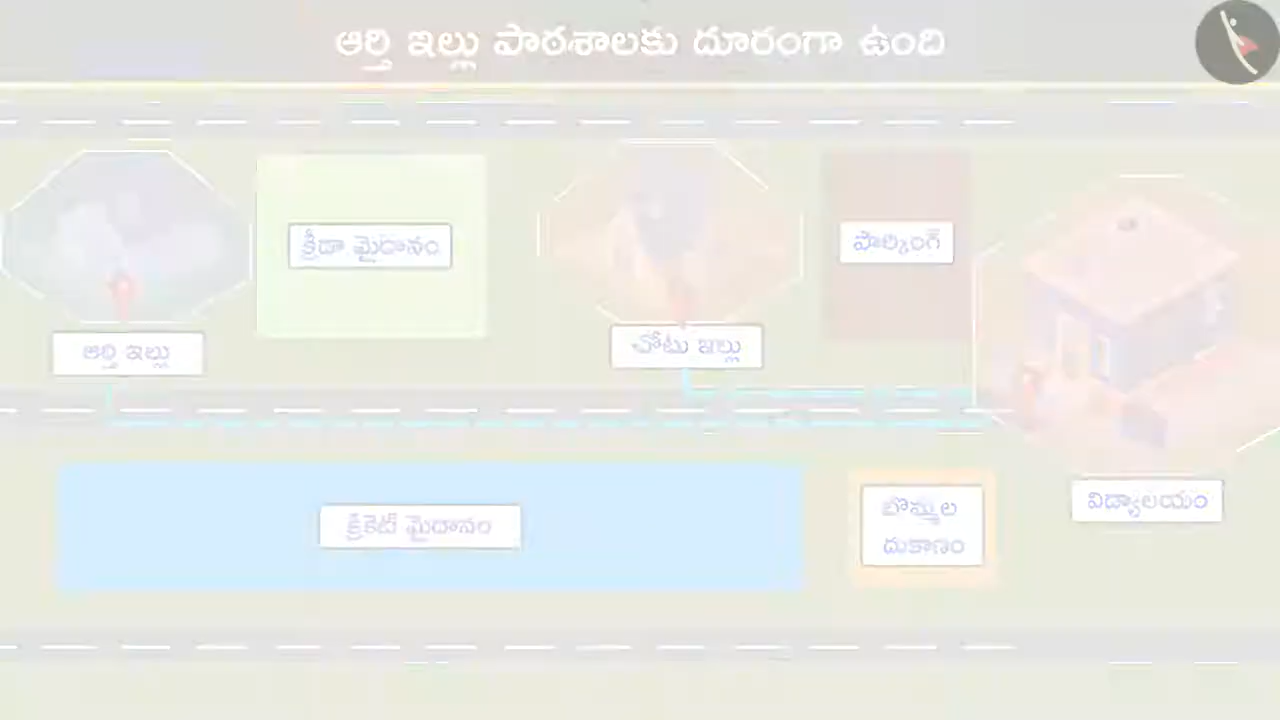 ఆర్తి ఇల్లు పాఠశాలకు దూరంగా ఉంది
క్రీడా మైదానం
పార్కింగ్
ఆర్తి ఇల్లు
చోటు ఇల్లు
క్రికెట్ మైదానం
బొమ్మల
దుకాణం
విద్యాలయం